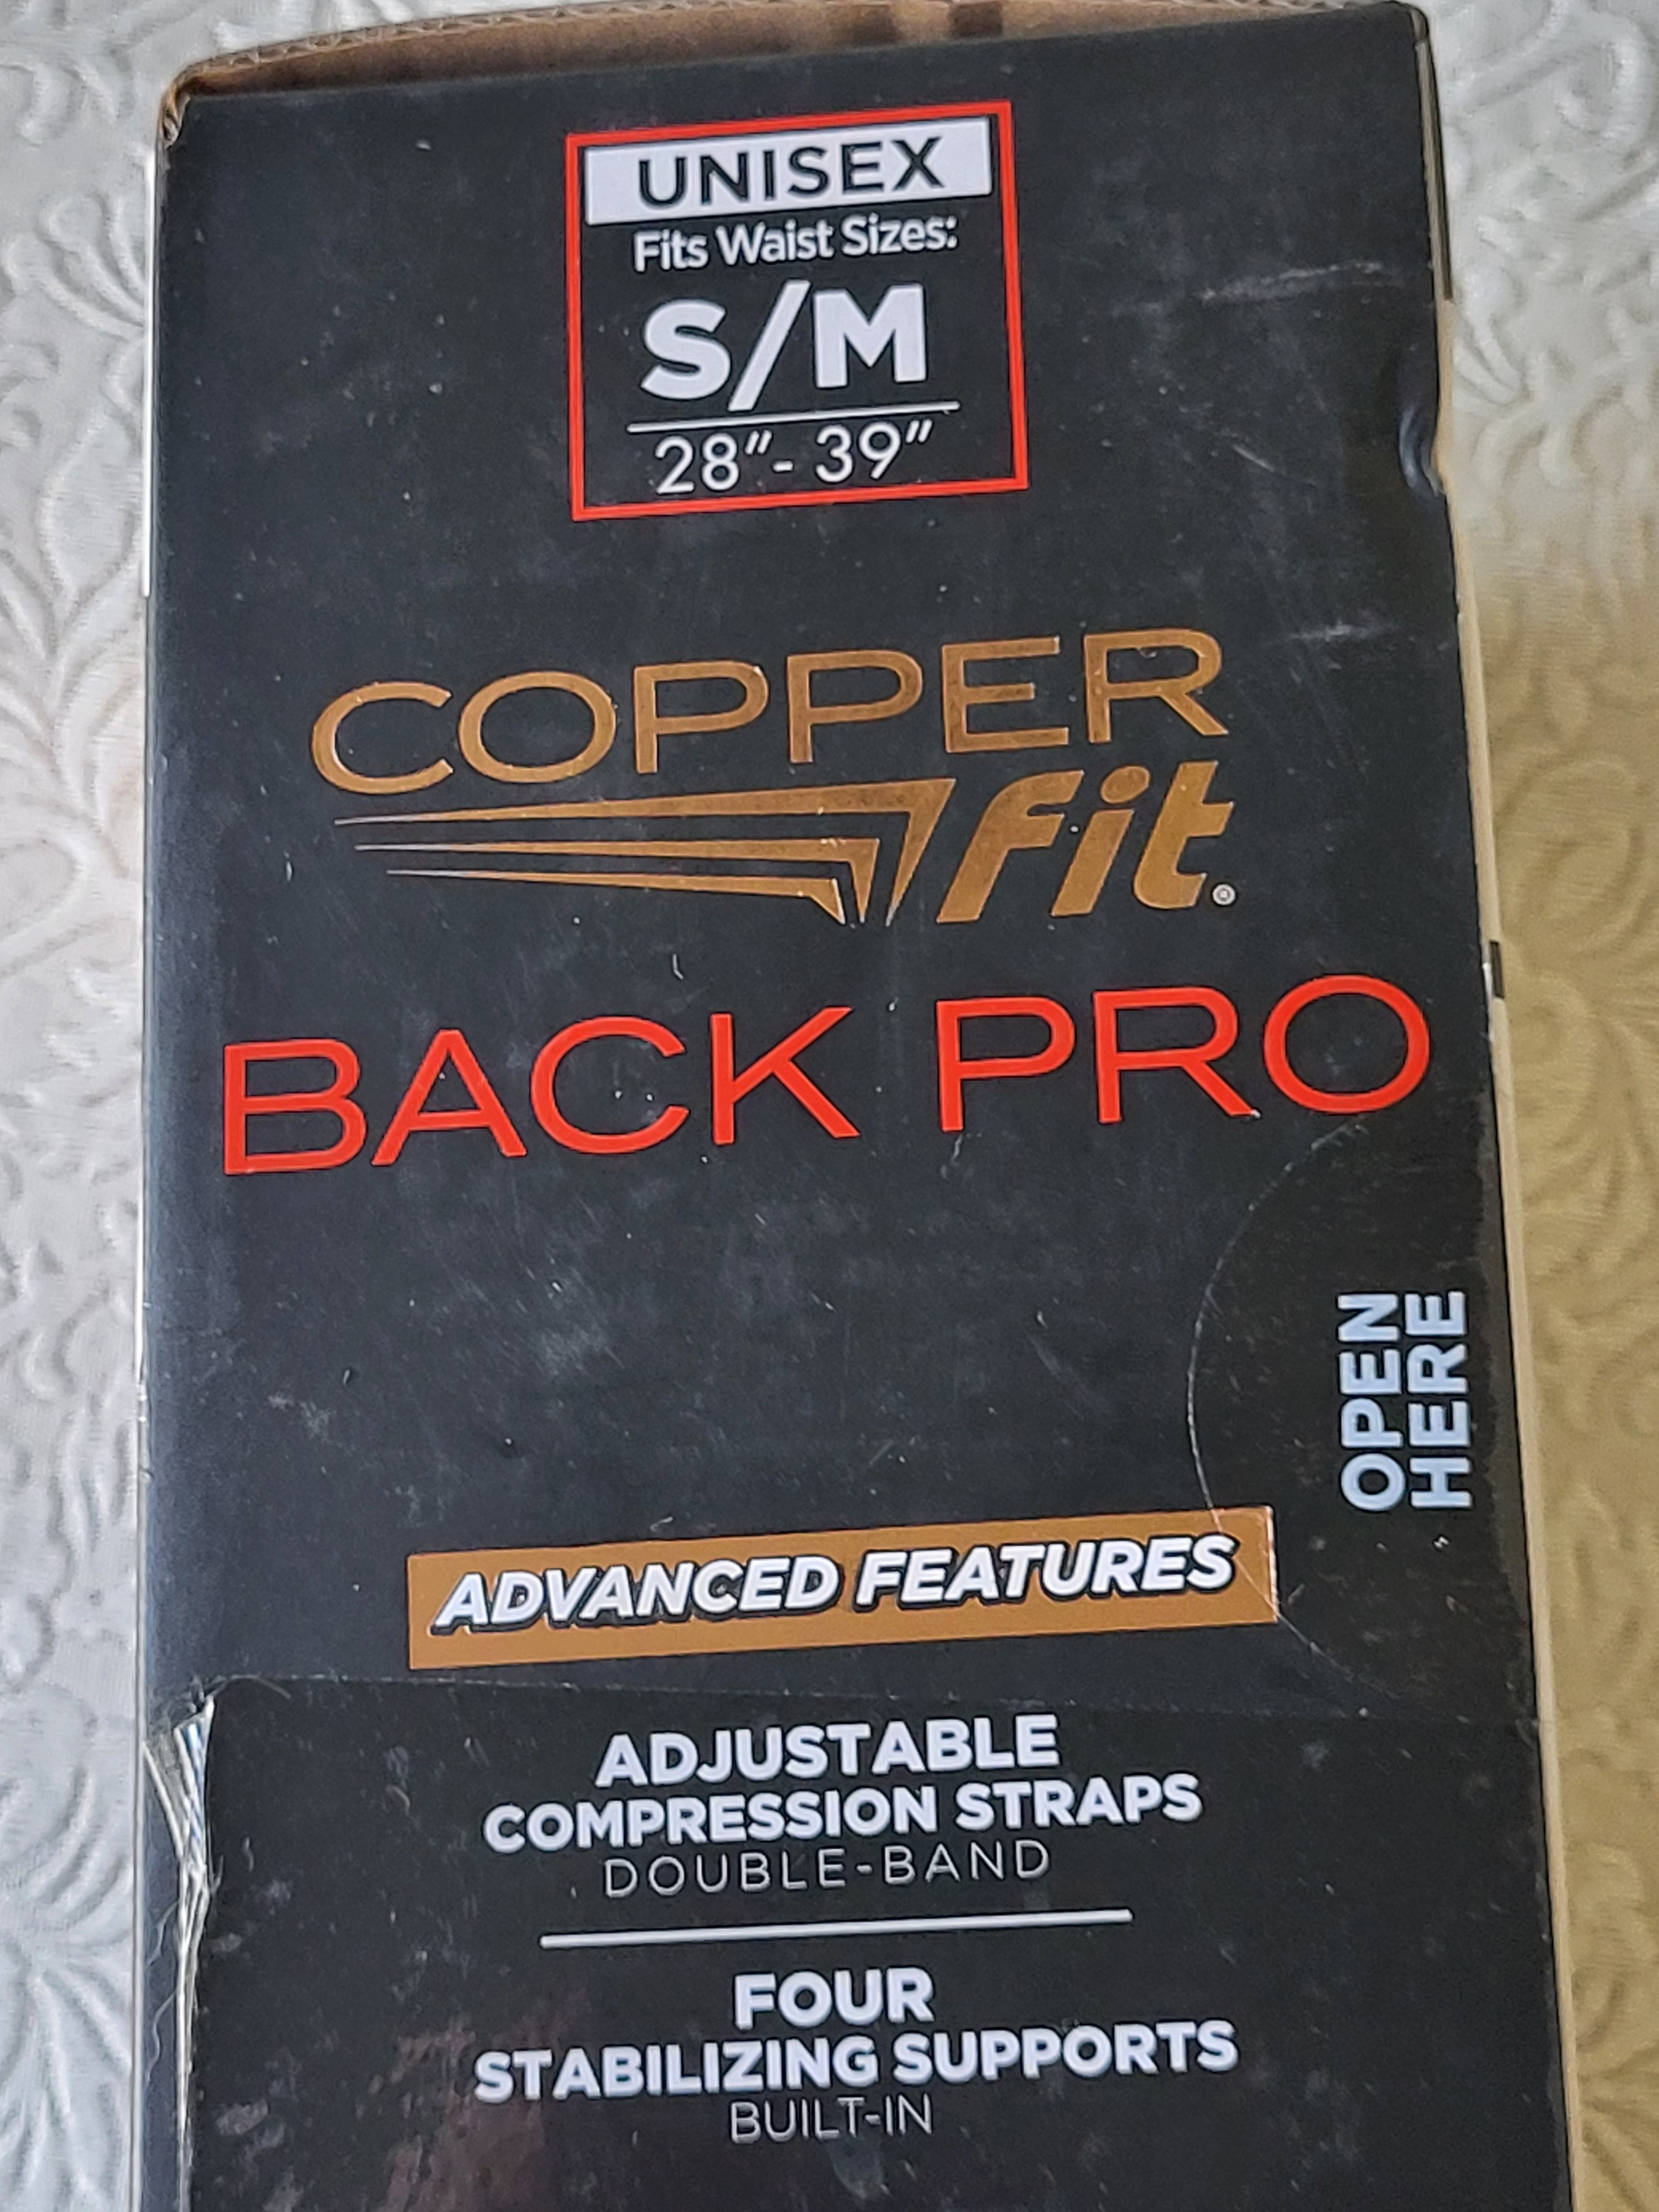 UNISEX
Fits Waist Sizes:
S/M
28"- 39"
COPPER
fit®
BACK PRO
OPEN
HERE
ADVANCED FEATURES
ADJUSTABLE
COMPRESSION STRAPS
DOUBLE-BAND
FOUR
STABILIZING SUPPORTS
BUILT-IN